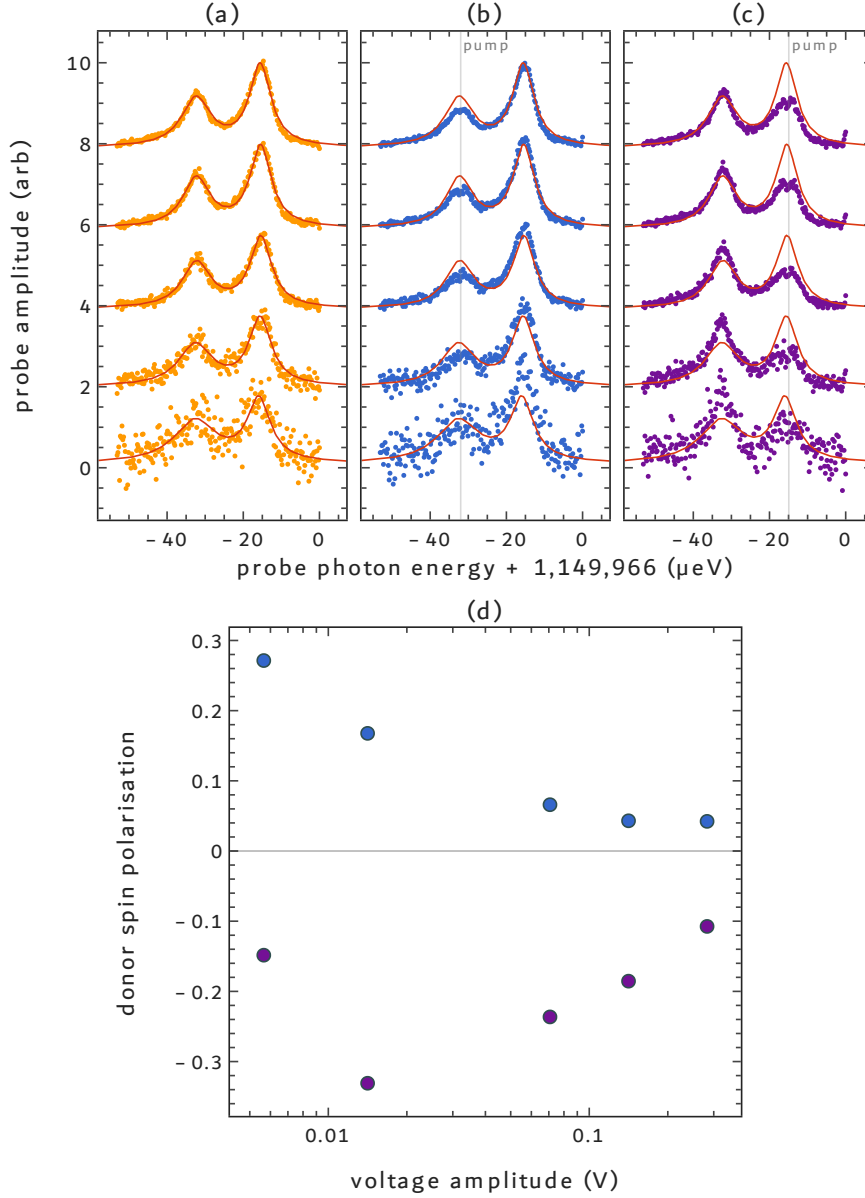 (a) (b) (c)
pump pump
10
8
6
4
2
0
probe amplitude (arb)
−40 −20 0 −40 −20 0 −40 −20 0
probe photon energy + 1,149,966 (µeV)
(d)
0.3
0.2
0.1
0
−0.1
−0.2
−0.3
donor spin polarisation
0.01 0.1
voltage amplitude (V)